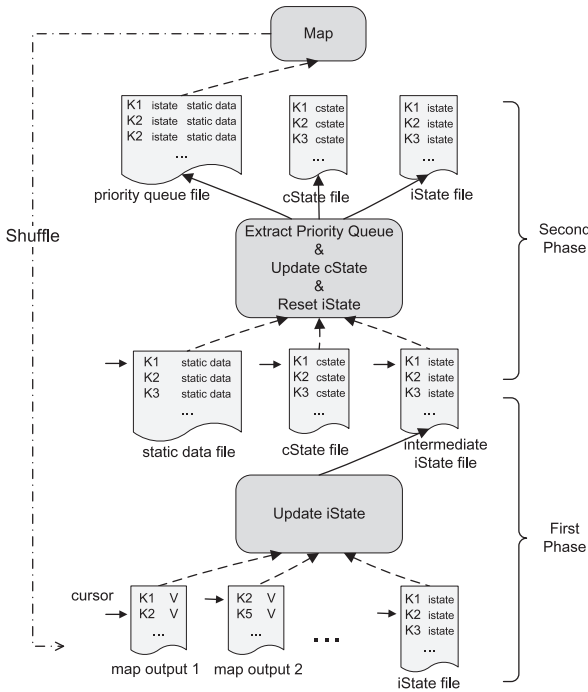 Map
K1 istate static data
K2 istate static data
K2 istate static data
...
priority queue file
K1 cstate
K2 cstate
K3 cstate
...
cState file
K1 istate
K2 istate
K3 istate
...
iState file
Shuffle
Extract Priority Queue
&
Update cState
&
Reset iState
Second
Phase
K1 static data
K2 static data
K3 static data
...
static data file
K1 cstate
K2 cstate
K3 cstate
...
cState file
K1 istate
K2 istate
K3 istate
...
intermediate
iState file
Update iState
First
Phase
cursor
K1 V
K2 V
...
map output 1
K2 V
K5 V
...
map output 2
...
K1 istate
K2 istate
K3 istate
...
iState file